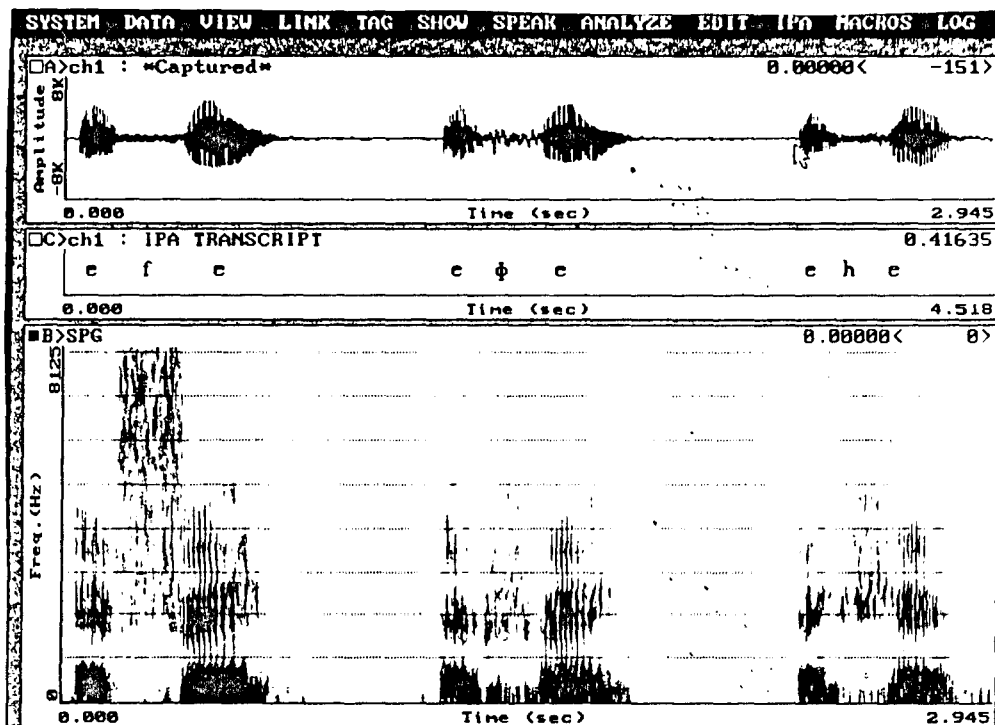 SYSTEM DATA VIEW LINK TAG SHOW SPEAK ANALYZE EDIT IPA MACROS LOG
A>ch1 : *Captured* 0.00000< -151>
Amplitude
8K
-8K
0.000 Time (sec) 2.945
C>ch1 : IPA TRANSCRIPT 0.41635
e f e e ɸ e e h e
0.000 Time (sec) 4.518
B>SPG 0.00000< 0>
8125
Freq.(Hz)
0
0.000 Time (sec) 2.945